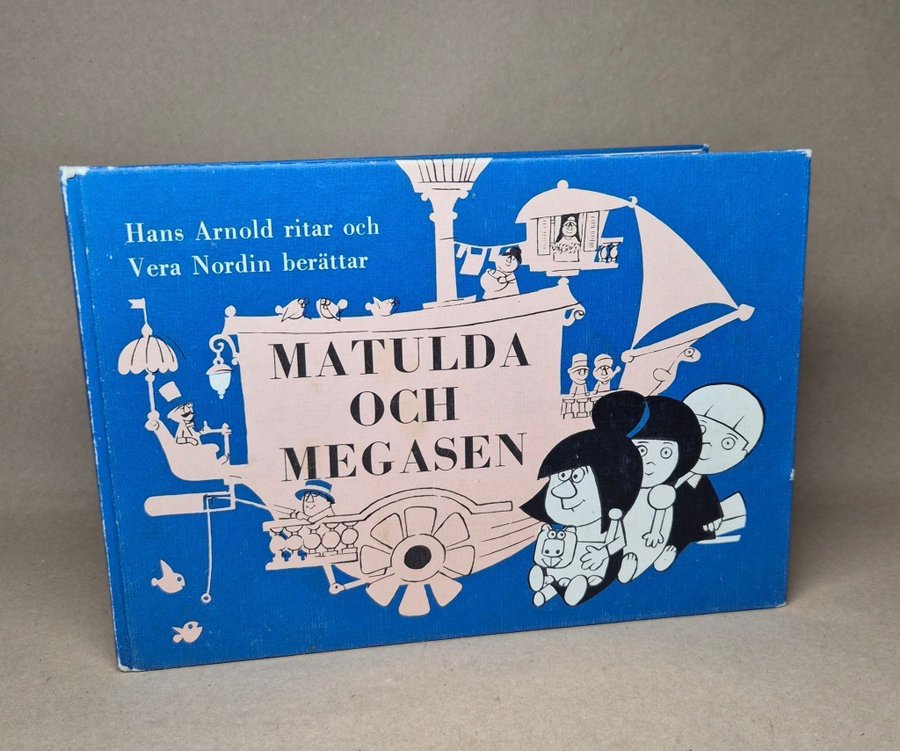 Hans Arnold ritar och
Vera Nordin berättar
MATULDA
OCH
MEGASEN